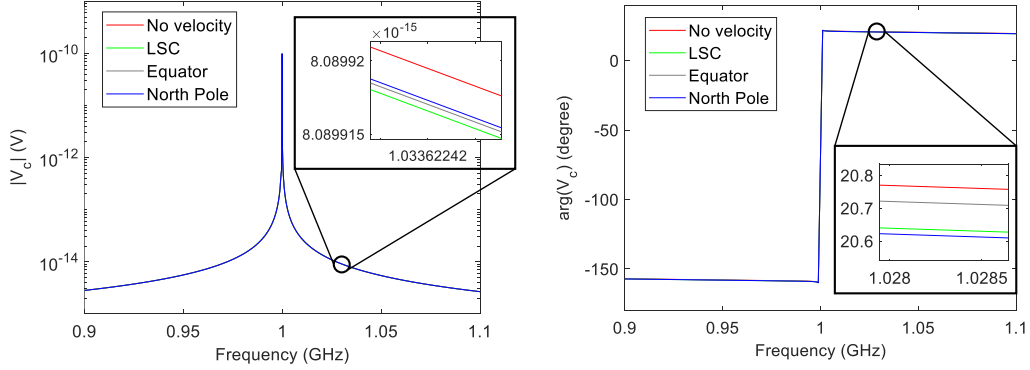 No velocity
LSC
Equator
North Pole
×10^-15
8.08992
8.089915
1.03362242
10^-10
10^-12
10^-14
|V_c| (V)
0.9
0.95
1
1.05
1.1
Frequency (GHz)
No velocity
LSC
Equator
North Pole
0
-50
-100
-150
arg(V_c) (degree)
20.8
20.7
20.6
1.028
1.0285
0.9
0.95
1
1.05
1.1
Frequency (GHz)